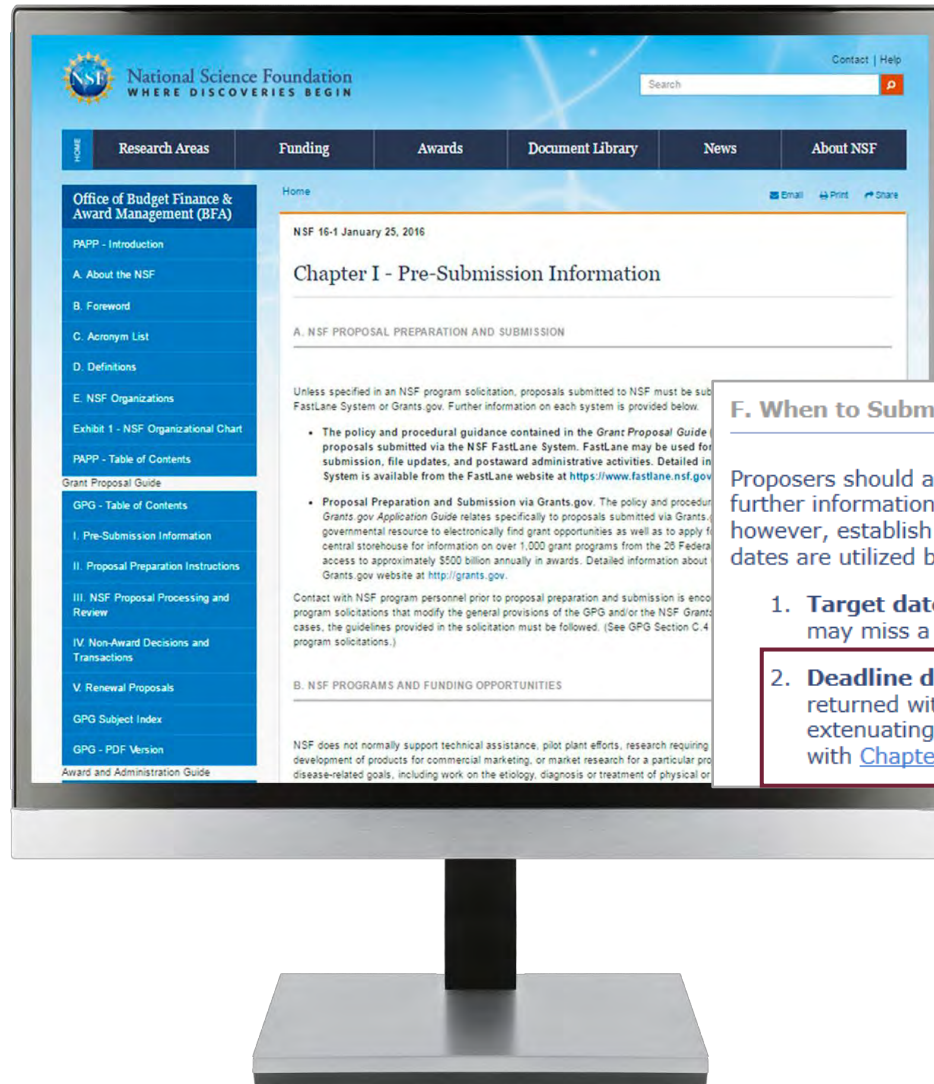 NSF
National Science Foundation
WHERE DISCOVERIES BEGIN
Contact | Help
Search
HOME
Research Areas
Funding
Awards
Document Library
News
About NSF
Office of Budget Finance &
Award Management (BFA)
PAPP - Introduction
A. About the NSF
B. Foreword
C. Acronym List
D. Definitions
E. NSF Organizations
Exhibit 1 - NSF Organizational Chart
PAPP - Table of Contents
Grant Proposal Guide
GPG - Table of Contents
I. Pre-Submission Information
II. Proposal Preparation Instructions
III. NSF Proposal Processing and
Review
IV. Non-Award Decisions and
Transactions
V. Renewal Proposals
GPG Subject Index
GPG - PDF Version
Award and Administration Guide
Home
Email Print Share
NSF 16-1 January 25, 2016
Chapter I - Pre-Submission Information
A. NSF PROPOSAL PREPARATION AND SUBMISSION
Unless specified in an NSF program solicitation, proposals submitted to NSF must be sub
FastLane System or Grants.gov. Further information on each system is provided below.
• The policy and procedural guidance contained in the Grant Proposal Guide (
proposals submitted via the NSF FastLane System. FastLane may be used for
submission, file updates, and postaward administrative activities. Detailed in
System is available from the FastLane website at https://www.fastlane.nsf.gov
• Proposal Preparation and Submission via Grants.gov. The policy and procedur
Grants.gov Application Guide relates specifically to proposals submitted via Grants.
governmental resource to electronically find grant opportunities as well as to apply f
central storehouse for information on over 1,000 grant programs from the 26 Federa
access to approximately $500 billion annually in awards. Detailed information about
Grants.gov website at http://grants.gov.
Contact with NSF program personnel prior to proposal preparation and submission is enco
program solicitations that modify the general provisions of the GPG and/or the NSF Grants
cases, the guidelines provided in the solicitation must be followed. (See GPG Section C.4
program solicitations.)
B. NSF PROGRAMS AND FUNDING OPPORTUNITIES
NSF does not normally support technical assistance, pilot plant efforts, research requiring
development of products for commercial marketing, or market research for a particular pro
disease-related goals, including work on the etiology, diagnosis or treatment of physical or
F. When to Subm
Proposers should a
further information
however, establish
dates are utilized b
1. Target dat
may miss a
2. Deadline d
returned wit
extenuating
with Chapte